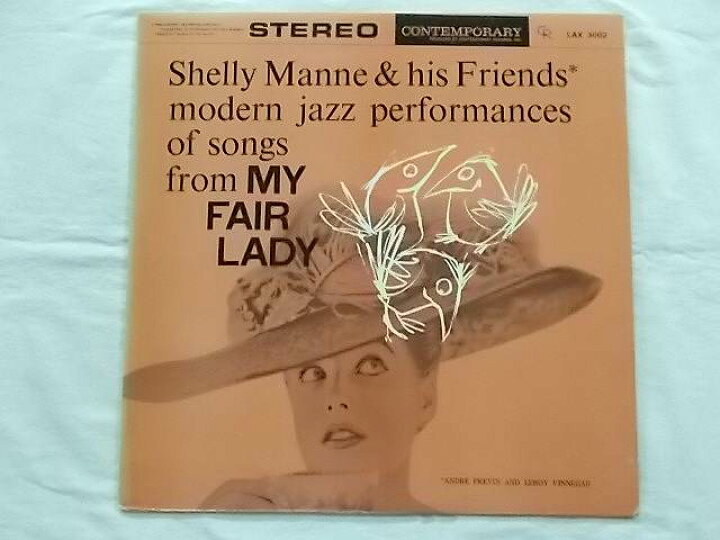 STEREO
CONTEMPORARY
LAX 3002
Shelly Manne & his Friends*
modern jazz performances
of songs
from MY
FAIR
LADY
*ANDRE PREVIN AND LEROY VINNEGAR